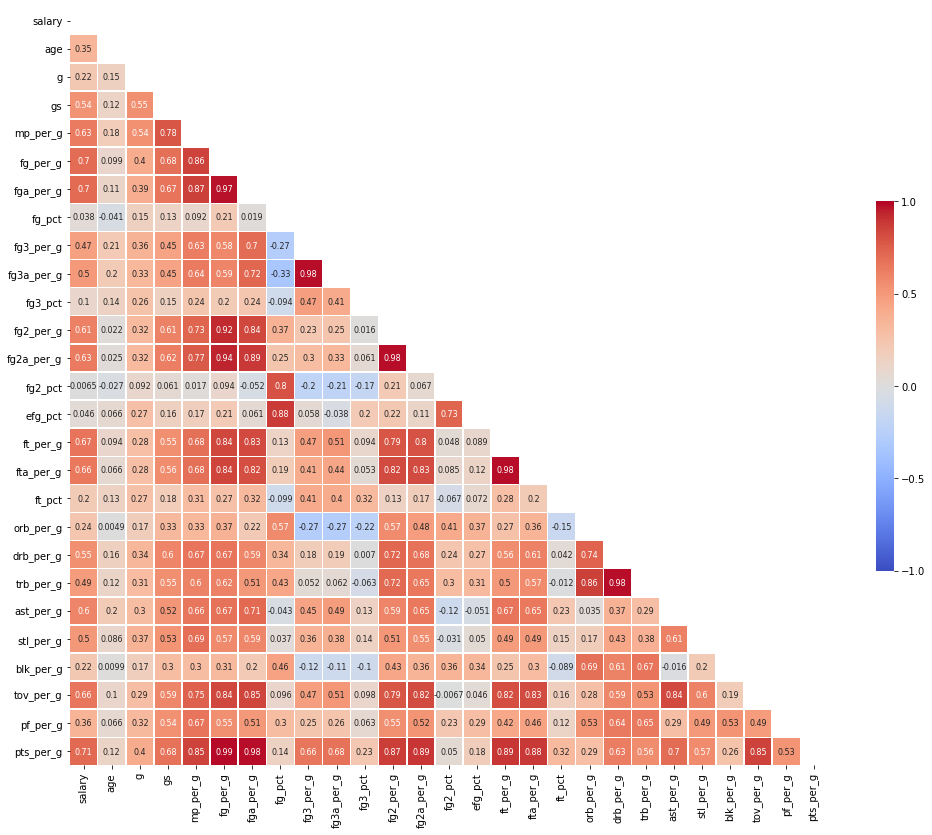 salary
age 0.35
g 0.22 0.15
gs 0.54 0.12 0.55
mp_per_g 0.63 0.18 0.54 0.78
fg_per_g 0.7 0.099 0.4 0.68 0.86
fga_per_g 0.7 0.11 0.39 0.67 0.87 0.97
fg_pct 0.038 -0.041 0.15 0.13 0.092 0.21 0.019
fg3_per_g 0.47 0.21 0.36 0.45 0.63 0.58 0.7 -0.27
fg3a_per_g 0.5 0.2 0.33 0.45 0.64 0.59 0.72 -0.33 0.98
fg3_pct 0.1 0.14 0.26 0.15 0.24 0.2 0.24 -0.094 0.47 0.41
fg2_per_g 0.61 0.022 0.32 0.61 0.73 0.92 0.84 0.37 0.23 0.25 0.016
fg2a_per_g 0.63 0.025 0.32 0.62 0.77 0.94 0.89 0.25 0.3 0.33 0.061 0.98
fg2_pct 0.0065 -0.027 0.092 0.061 0.017 0.094 -0.052 0.8 -0.2 -0.21 -0.17 0.21 0.067
efg_pct 0.046 0.066 0.27 0.16 0.17 0.21 0.061 0.88 0.058 -0.038 0.2 0.22 0.11 0.73
ft_per_g 0.67 0.094 0.28 0.55 0.68 0.84 0.83 0.13 0.47 0.51 0.094 0.79 0.8 0.048 0.089
fta_per_g 0.66 0.066 0.28 0.56 0.68 0.84 0.82 0.19 0.41 0.44 0.053 0.82 0.83 0.085 0.12 0.98
ft_pct 0.2 0.13 0.27 0.18 0.31 0.27 0.32 -0.099 0.41 0.4 0.32 0.13 0.17 -0.067 0.072 0.28 0.2
orb_per_g 0.24 0.0049 0.17 0.33 0.33 0.37 0.22 0.57 -0.27 -0.27 -0.22 0.57 0.48 0.41 0.37 0.27 0.36 -0.15
drb_per_g 0.55 0.16 0.34 0.6 0.67 0.67 0.59 0.34 0.18 0.19 0.007 0.72 0.68 0.24 0.27 0.56 0.61 0.042 0.74
trb_per_g 0.49 0.12 0.31 0.55 0.6 0.62 0.51 0.43 0.052 0.062 -0.063 0.72 0.65 0.3 0.31 0.5 0.57 -0.012 0.86 0.98
ast_per_g 0.6 0.2 0.3 0.52 0.66 0.67 0.71 -0.043 0.45 0.49 0.13 0.59 0.65 -0.12 -0.051 0.67 0.65 0.23 0.035 0.37 0.29
stl_per_g 0.5 0.086 0.37 0.53 0.69 0.57 0.59 0.037 0.36 0.38 0.14 0.51 0.55 -0.031 0.05 0.49 0.49 0.15 0.17 0.43 0.38 0.61
blk_per_g 0.22 0.0099 0.17 0.3 0.3 0.31 0.2 0.46 -0.12 -0.11 -0.1 0.43 0.36 0.36 0.34 0.25 0.3 -0.089 0.69 0.61 0.67 -0.016 0.2
tov_per_g 0.66 0.1 0.29 0.59 0.75 0.84 0.85 0.096 0.47 0.51 0.098 0.79 0.82 -0.0067 0.046 0.82 0.83 0.16 0.28 0.59 0.53 0.84 0.6 0.19
pf_per_g 0.36 0.066 0.32 0.54 0.67 0.55 0.51 0.3 0.25 0.26 0.063 0.55 0.52 0.23 0.29 0.42 0.46 0.12 0.53 0.64 0.65 0.29 0.49 0.53 0.49
pts_per_g 0.71 0.12 0.4 0.68 0.85 0.99 0.98 0.14 0.66 0.68 0.23 0.87 0.89 0.05 0.18 0.89 0.88 0.32 0.29 0.63 0.56 0.7 0.57 0.26 0.85 0.53
salary age g gs mp_per_g fg_per_g fga_per_g fg_pct fg3_per_g fg3a_per_g fg3_pct fg2_per_g fg2a_per_g fg2_pct efg_pct ft_per_g fta_per_g ft_pct orb_per_g drb_per_g trb_per_g ast_per_g stl_per_g blk_per_g tov_per_g pf_per_g pts_per_g
1.0
0.5
0.0
−0.5
−1.0